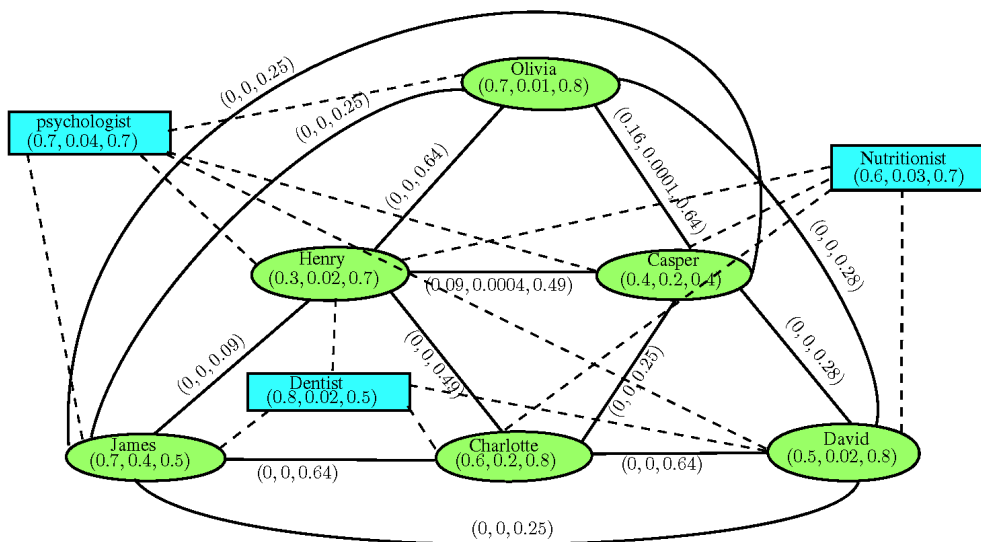 Olivia
(0.7, 0.01, 0.8)
(0, 0, 0.25)
(0, 0, 0.25)
psychologist
(0.7, 0.04, 0.7)
(0.16, 0.0001, 0.64)
Nutritionist
(0.6, 0.03, 0.7)
(0, 0, 0.64)
Henry
(0.3, 0.02, 0.7)
Casper
(0.4, 0.2, 0.4)
(0, 0, 0.28)
(0.09, 0.0004, 0.49)
(0, 0, 0.09)
(0, 0, 0.49)
(0, 0, 0.25)
(0, 0, 0.28)
Dentist
(0.8, 0.02, 0.5)
James
(0.7, 0.4, 0.5)
Charlotte
(0.6, 0.2, 0.8)
David
(0.5, 0.02, 0.8)
(0, 0, 0.64)
(0, 0, 0.64)
(0, 0, 0.25)